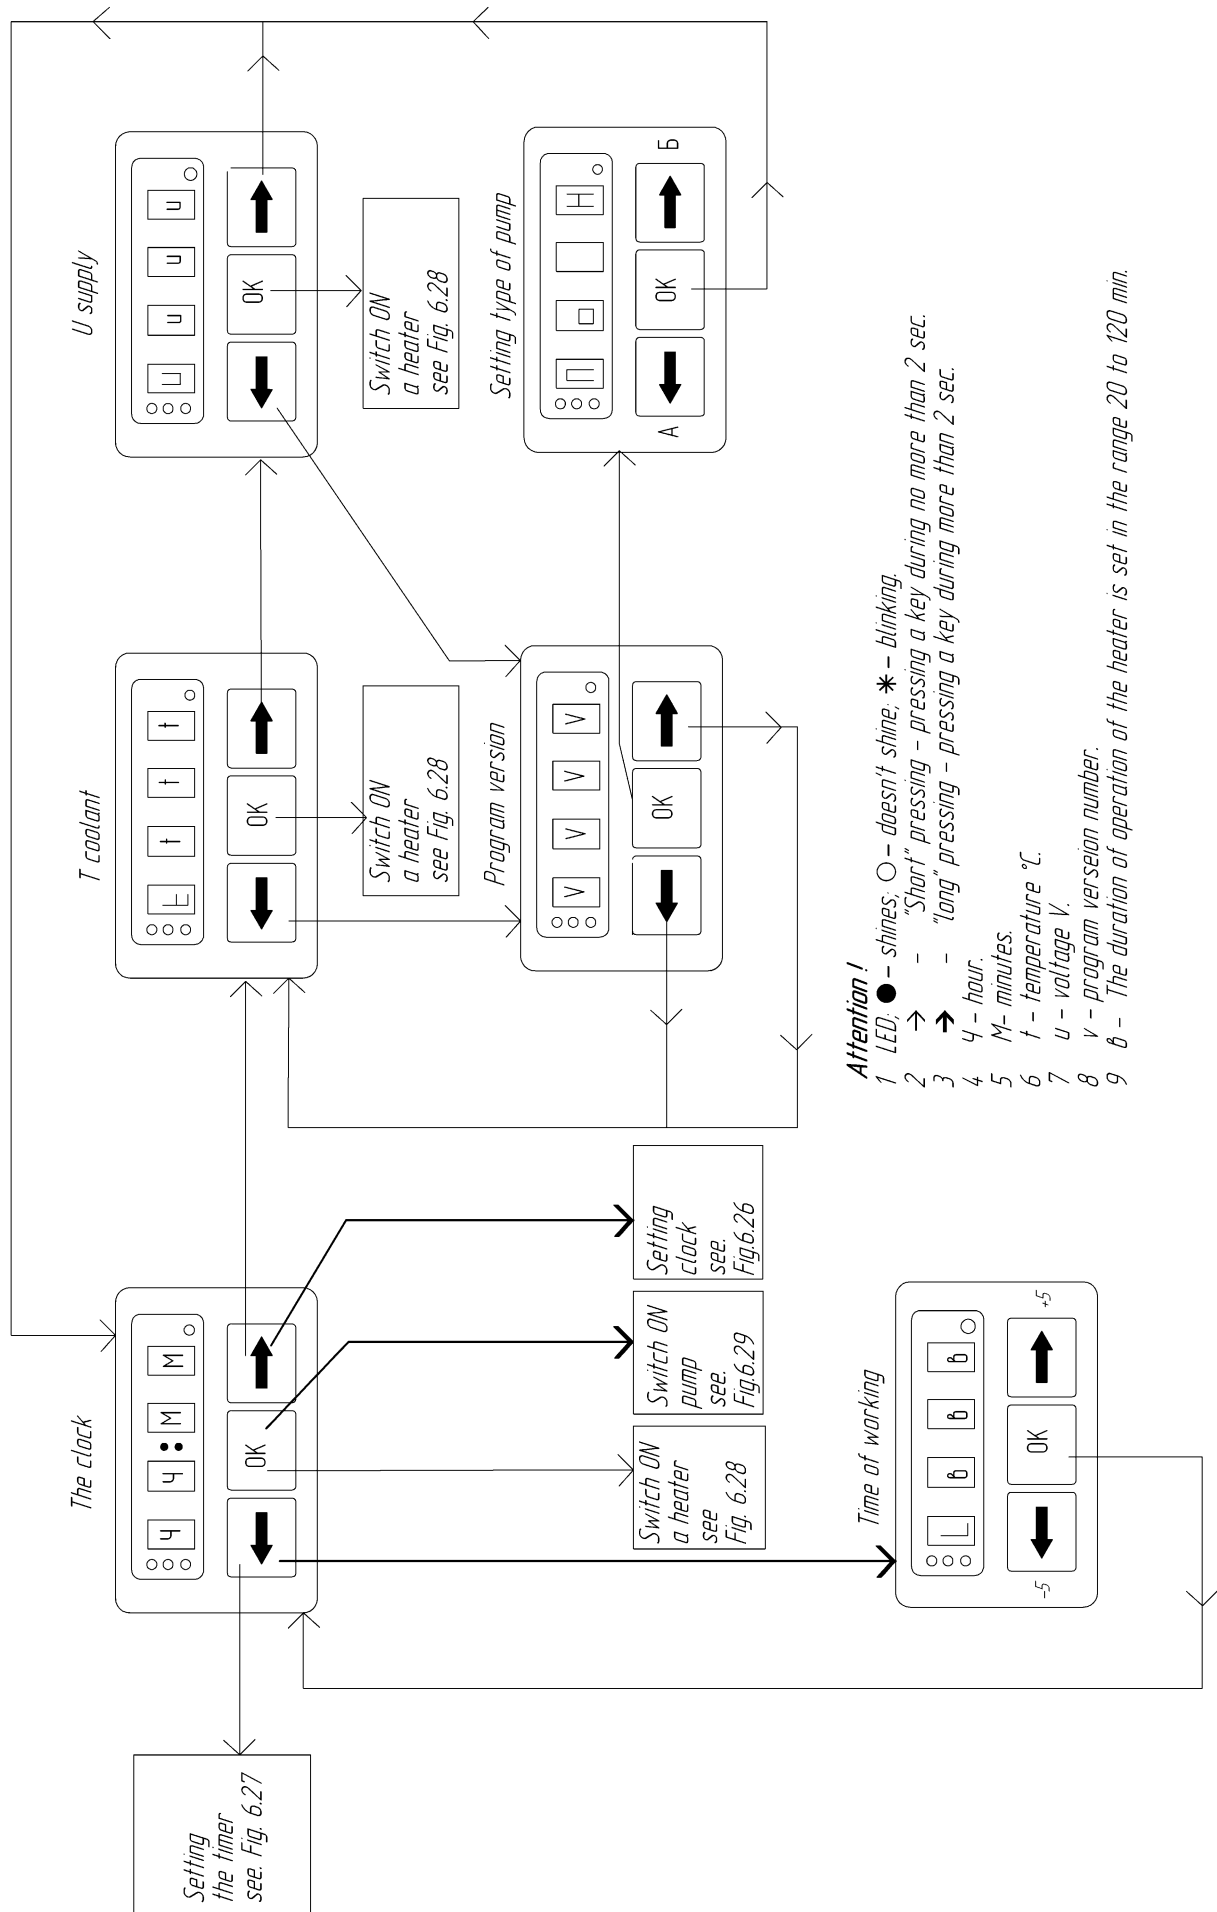 The clock
Ч Ч : М М
OK
Setting
the timer
see. Fig. 6.27
T coolant
t t t t
OK
U supply
u u u u
OK
Switch ON
a heater
see Fig. 6.28
Switch ON
a heater
see Fig. 6.28
Program version
V V V V
OK
Setting type of pump
П о Н
А OK Б
Switch ON
a heater
see
Fig. 6.28
Switch ON
pump
see.
Fig.6.29
Setting
clock
see.
Fig.6.26
Time of working
L в в в
-5 OK +5
Attention !
1 LED; ● – shines; ○ – doesn't shine; ✳ – blinking.
2 → – "Short" pressing – pressing a key during no more than 2 sec.
3 → – "long" pressing – pressing a key during more than 2 sec.
4 Ч – hour.
5 М– minutes.
6 t – temperature °C.
7 u – voltage V.
8 v – program verseion number.
9 в – The duration of operation of the heater is set in the range 20 to 120 min.